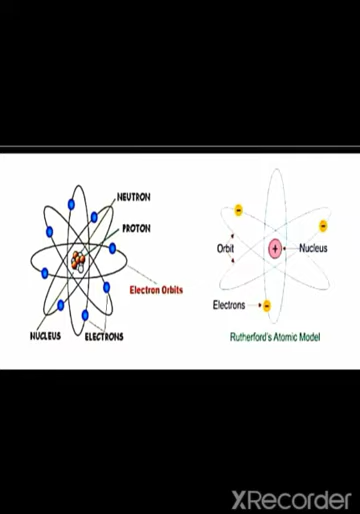 NEUTRON
PROTON
Electron Orbits
NUCLEUS
ELECTRONS
Orbit
Nucleus
Electrons
Rutherford's Atomic Model
XRecorder